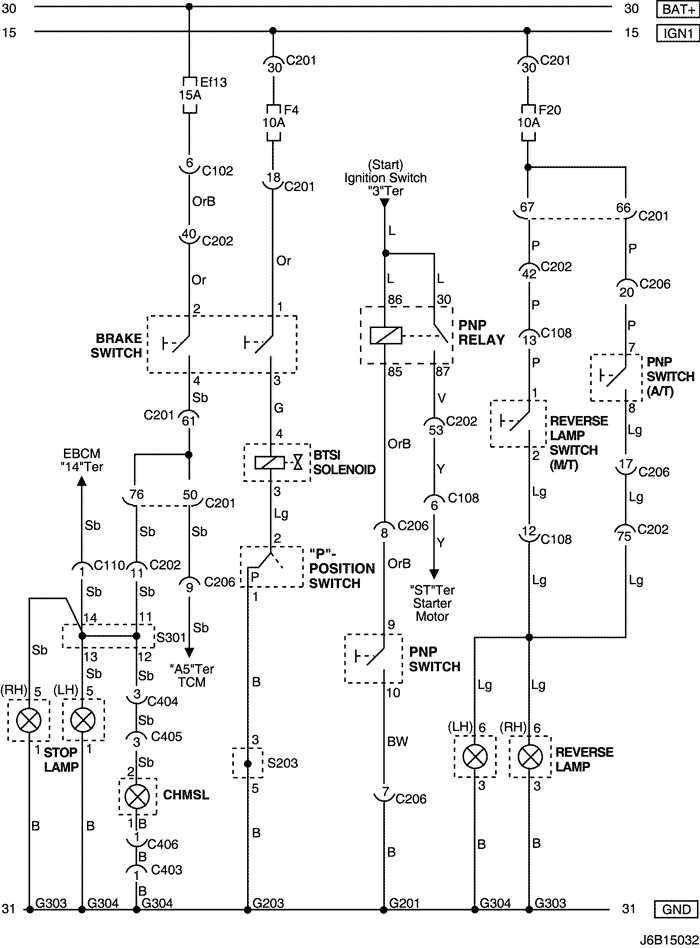 30 30 BAT+
15 15 IGN1
30 C201 30 C201
Ef13
15A
F4
10A
F20
10A
6 C102
(Start)
Ignition Switch
"3"Ter
18 C201
OrB
L
67 66 C201
40 C202
P P
42 C202
Or Or
L L
20 C206
2 1
86 30
P P
BRAKE
SWITCH
PNP
RELAY
13 C108
7
PNP
SWITCH
(A/T)
P
4 3
85 87
1 8
Sb G V
C201 61
REVERSE
LAMP
SWITCH
(M/T)
Lg
53 C202
4
BTSI
SOLENOID
OrB
2
17 C206
EBCM
"14"Ter
3
Y
Lg Lg
76 50 C201
6 C108
Lg
Sb Sb Sb
8 C206
12 C108
75 C202
2
"P"-
POSITION
SWITCH
P
Y
1 C110 11 C202
9 C206
OrB
1
"ST"Ter
Starter
Motor
Lg Lg
Sb Sb
14 11
Sb
9
S301
PNP
SWITCH
Sb
13 12
"A5"Ter
TCM
10
Sb Sb
B
Lg Lg
(RH) 5 (LH) 5
3 C404
Sb
(LH) 6 (RH) 6
STOP
LAMP
1 1
3 C405
3
S203
5
BW
REVERSE
LAMP
3 3
Sb
2
CHMSL
7 C206
1 B
1 C406
B B
B
B B B B
1 C403
B
31 G303 G304 G304 G203 G201 G304 G303 31 GND
J6B15032